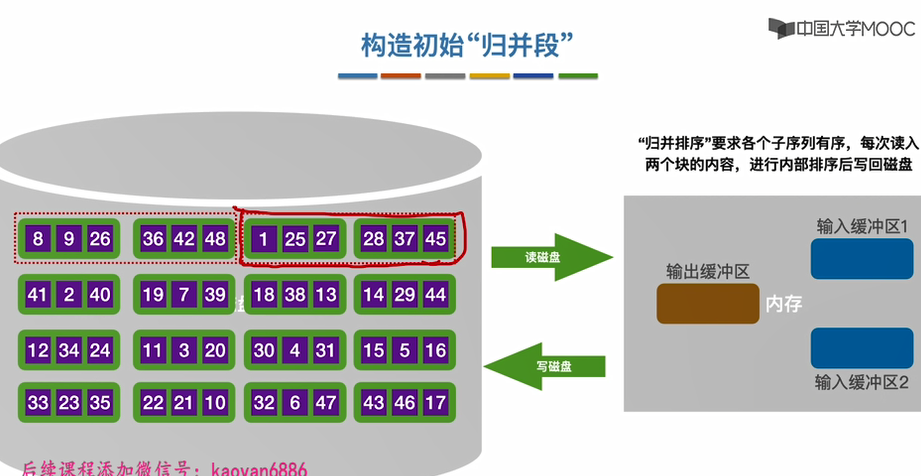 中国大学MOOC
构造初始“归并段”
“归并排序”要求各个子序列有序，每次读入
两个块的内容，进行内部排序后写回磁盘
8 9 26 36 42 48 1 25 27 28 37 45
41 2 40 19 7 39 18 38 13 14 29 44
12 34 24 11 3 20 30 4 31 15 5 16
33 23 35 22 21 10 32 6 47 43 46 17
读磁盘
写磁盘
输入缓冲区1
输出缓冲区
内存
输入缓冲区2
后续课程添加微信号：kaoyan6886